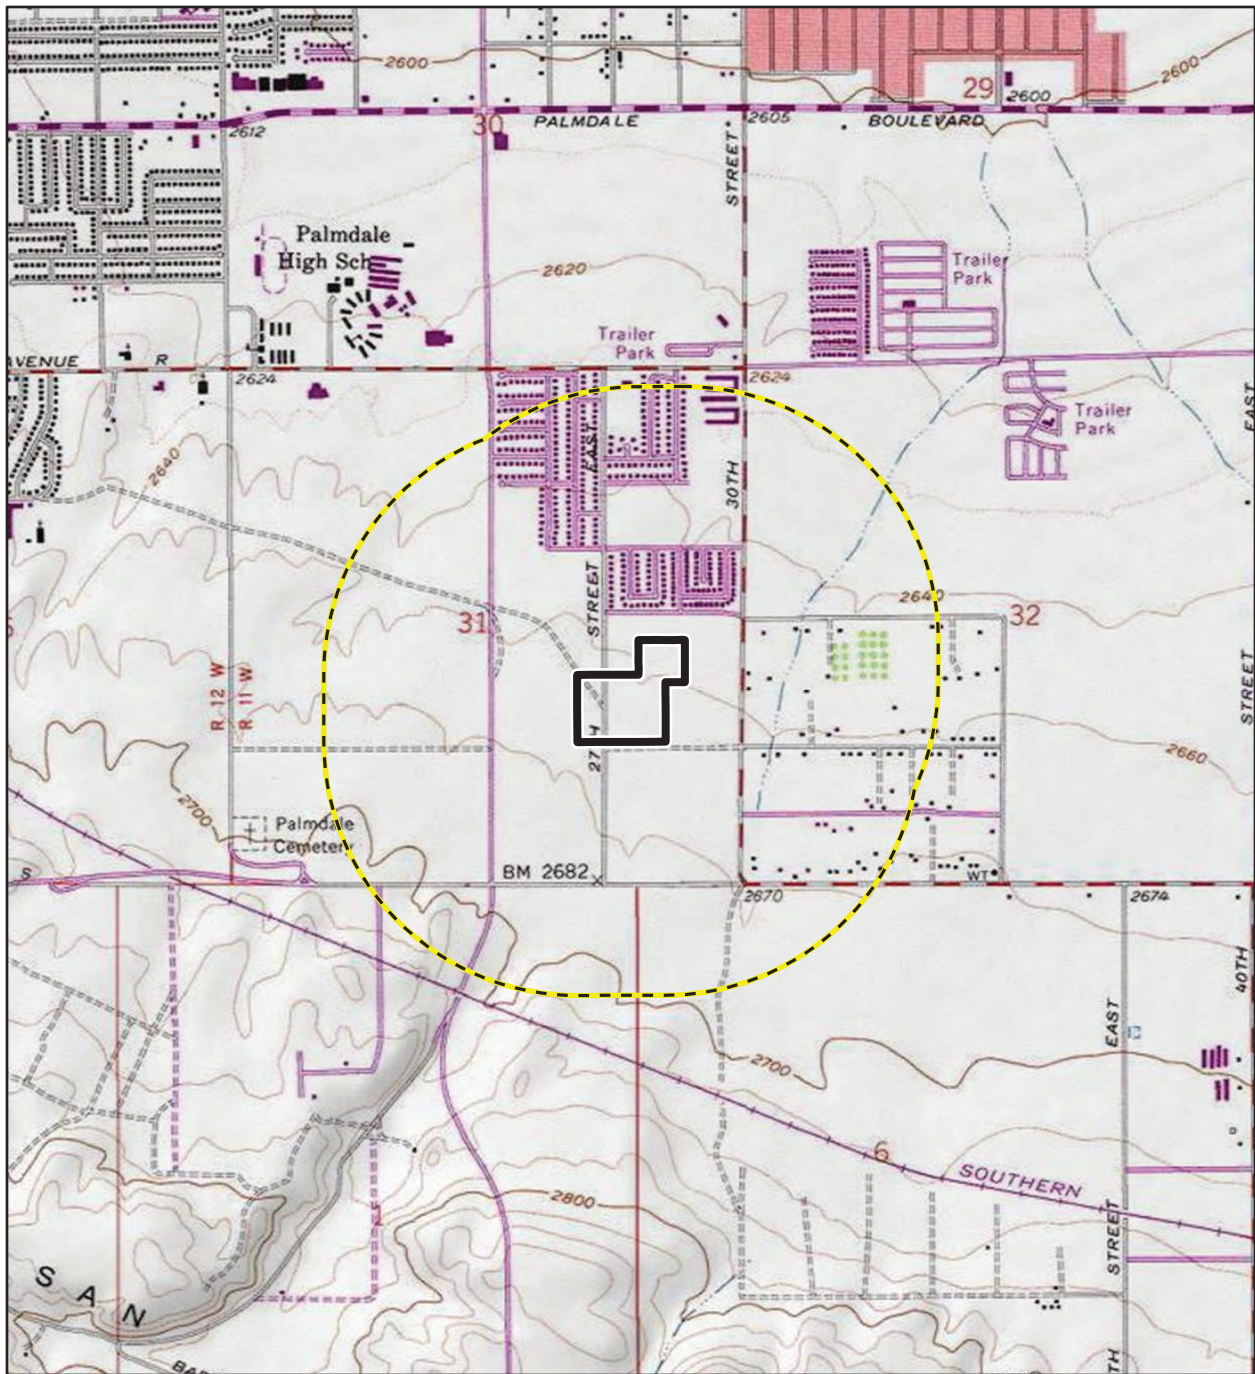 2600
29
2600
2600
2612
30
PALMDALE
STREET
2605
BOULEVARD
Palmdale
High Sch
2620
Trailer
Park
Trailer
Park
AVENUE
R
2624
2624
EAST
Trailer
Park
EAST
2640
30TH
STREET
2640
31
32
R 12 W
R 11 W
STREET
27
H
2660
2700
Palmdale
Cemetery
S
BM 2682
WT
2670
2674
40TH
EAST
2700
6
SOUTHERN
2800
STREET
SAN
TH